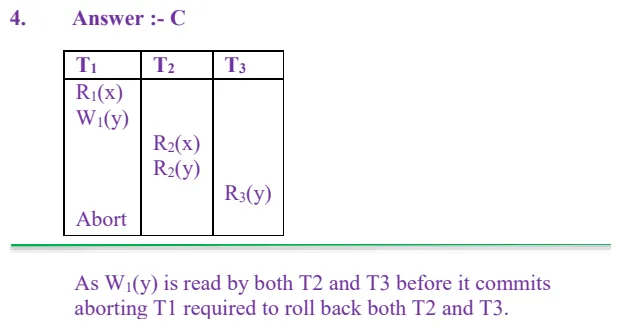 4. Answer :- C
T₁ T₂ T₃
R₁(x)
W₁(y)
R₂(x)
R₂(y)
R₃(y)
Abort
As W₁(y) is read by both T2 and T3 before it commits
aborting T1 required to roll back both T2 and T3.